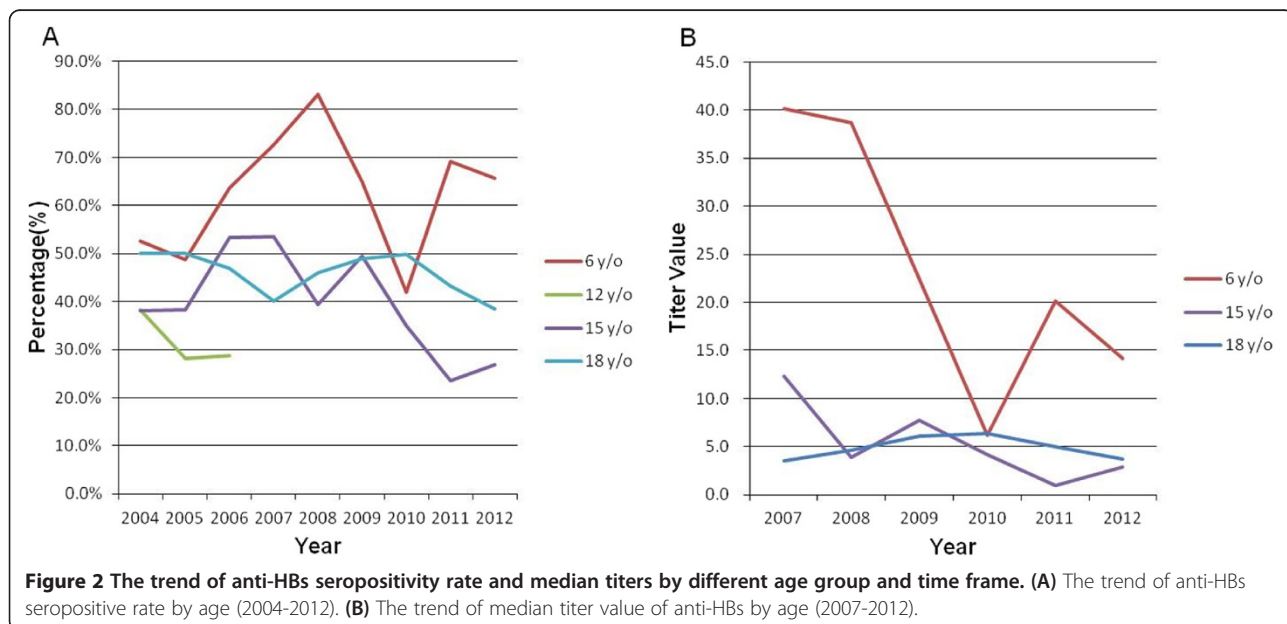 A
90.0%
80.0%
70.0%
60.0%
50.0%
40.0%
30.0%
20.0%
10.0%
0.0%
Percentage(%)
2004 2005 2006 2007 2008 2009 2010 2011 2012
Year
6 y/o
12 y/o
15 y/o
18 y/o
B
45.0
40.0
35.0
30.0
25.0
20.0
15.0
10.0
5.0
0.0
Titer Value
2007 2008 2009 2010 2011 2012
Year
6 y/o
15 y/o
18 y/o
Figure 2 The trend of anti-HBs seropositivity rate and median titers by different age group and time frame. (A) The trend of anti-HBs
seropositive rate by age (2004-2012). (B) The trend of median titer value of anti-HBs by age (2007-2012).